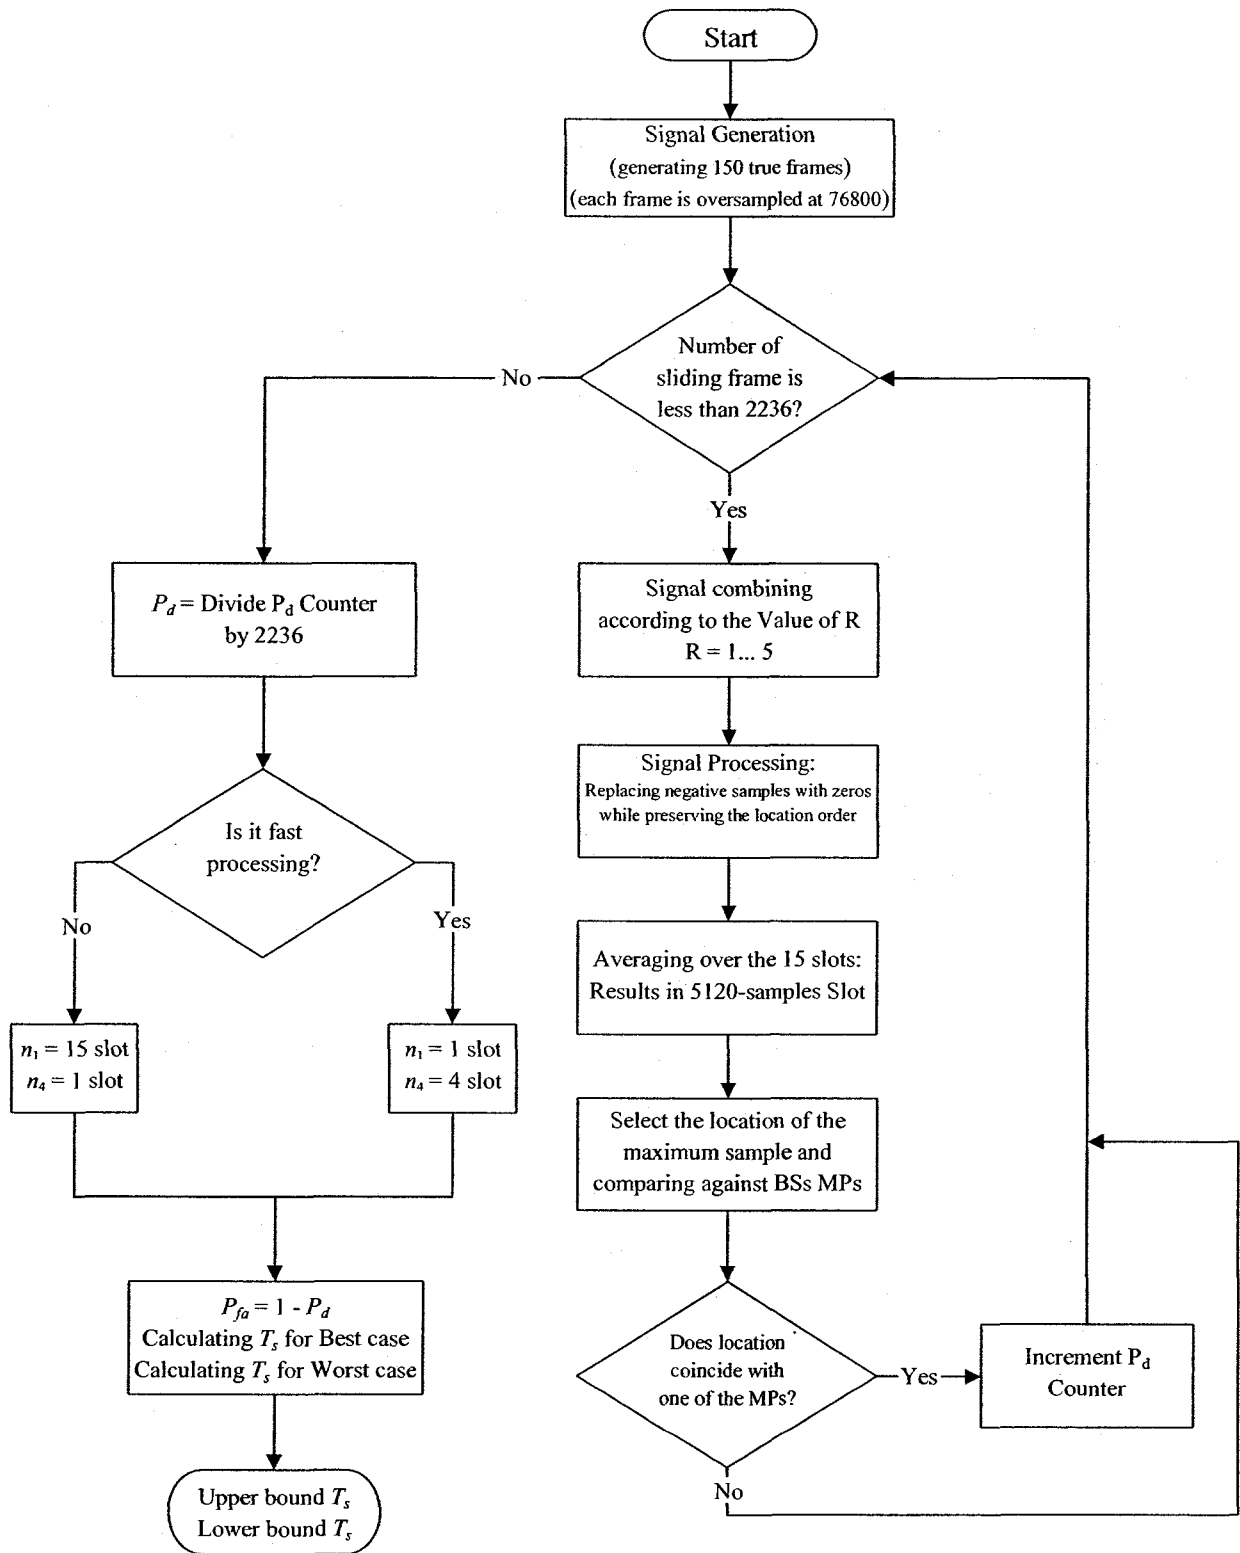 Start
Signal Generation
(generating 150 true frames)
(each frame is oversampled at 76800)
Number of
sliding frame is
less than 2236?
No
Yes
P_d = Divide P_d Counter
by 2236
Signal combining
according to the Value of R
R = 1... 5
Signal Processing:
Replacing negative samples with zeros
while preserving the location order
Is it fast
processing?
No
Yes
Averaging over the 15 slots:
Results in 5120-samples Slot
n₁ = 15 slot
n₄ = 1 slot
n₁ = 1 slot
n₄ = 4 slot
Select the location of the
maximum sample and
comparing against BSs MPs
P_fa = 1 - P_d
Calculating T_s for Best case
Calculating T_s for Worst case
Does location
coincide with
one of the MPs?
Yes
Increment P_d
Counter
No
Upper bound T_s
Lower bound T_s